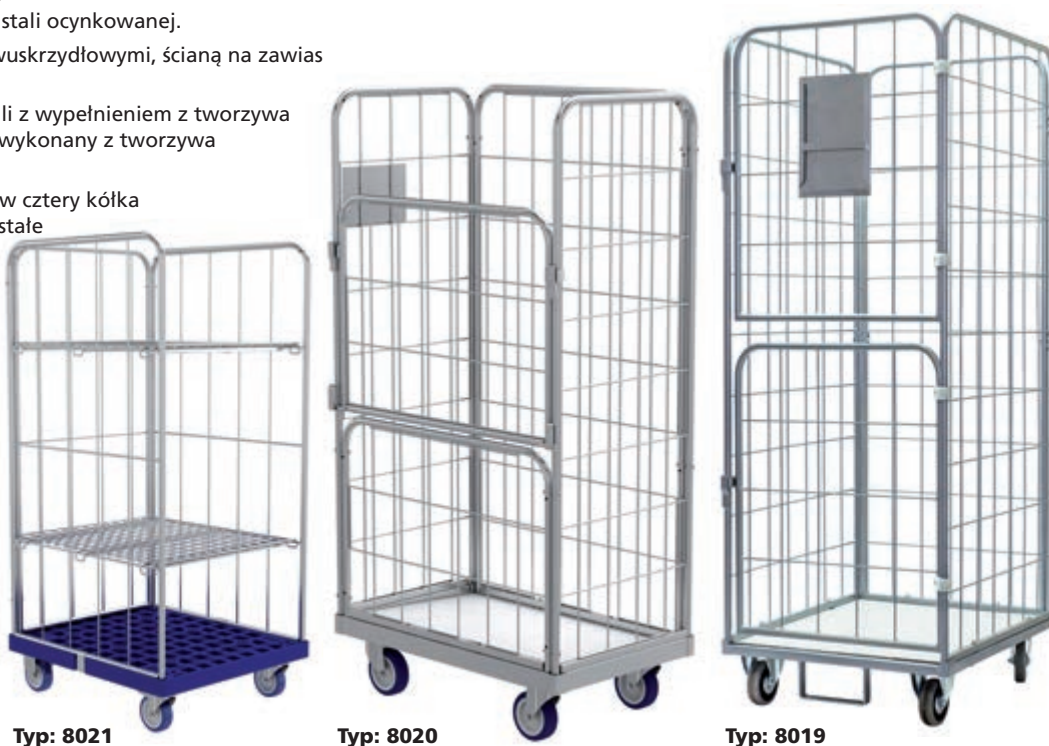 stali ocynkowanej.
wuskrzydłowymi, ścianą na zawias
li z wypełnieniem z tworzywa
wykonany z tworzywa
w cztery kółka
stałe
Typ: 8021
Typ: 8020
Typ: 8019